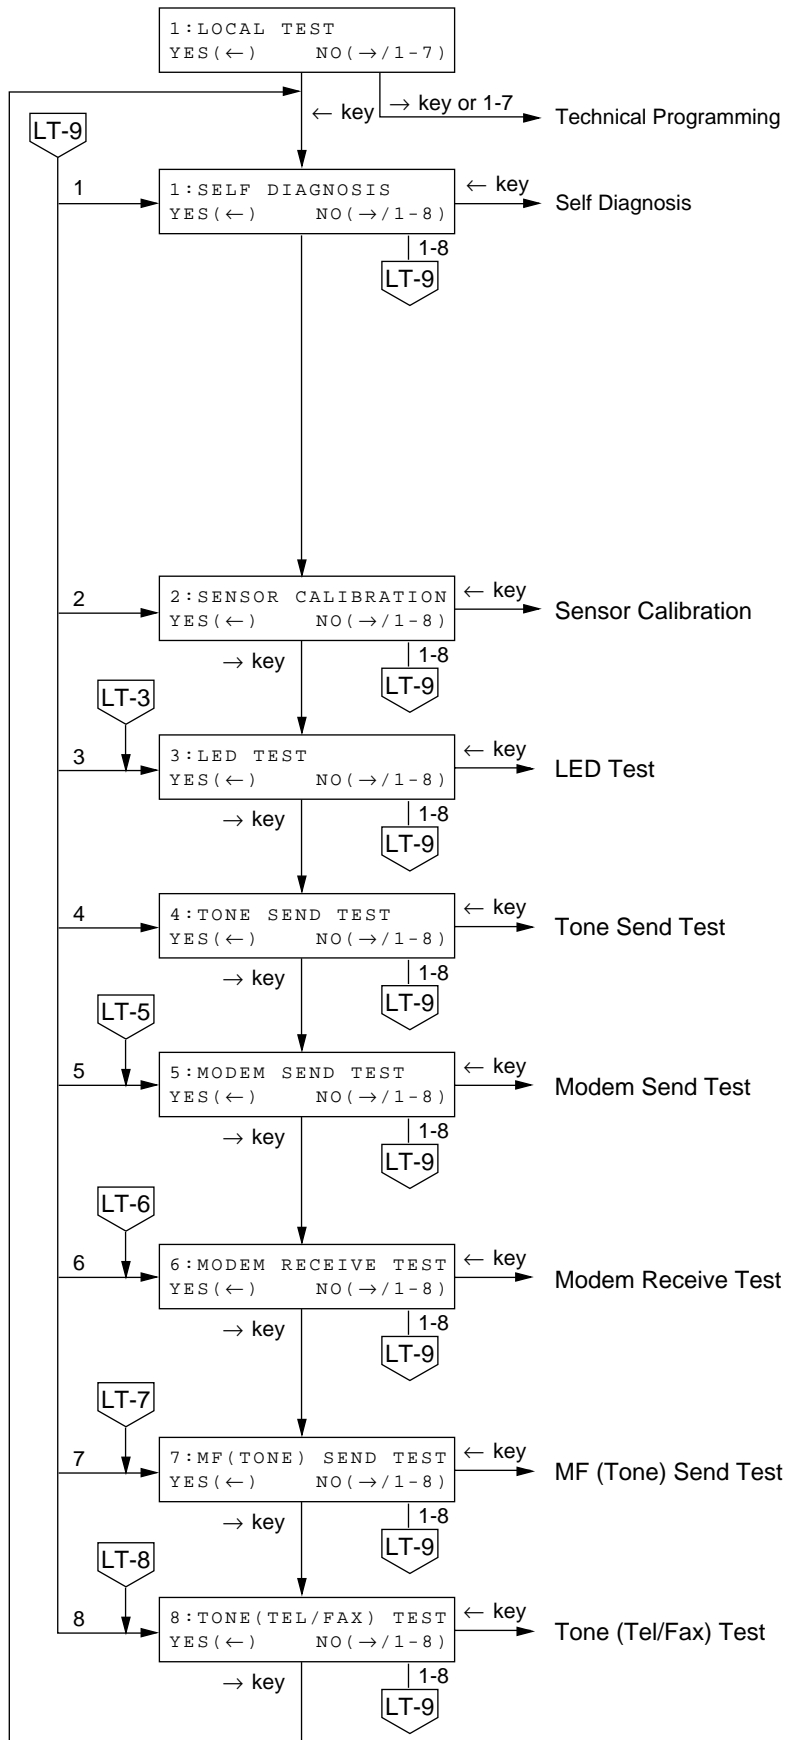 1:LOCAL TEST
YES(←) NO(→/1-7)
← key
→ key or 1-7
Technical Programming
LT-9
1
1:SELF DIAGNOSIS
YES(←) NO(→/1-8)
← key
Self Diagnosis
1-8
LT-9
2
2:SENSOR CALIBRATION
YES(←) NO(→/1-8)
← key
Sensor Calibration
→ key
1-8
LT-9
LT-3
3
3:LED TEST
YES(←) NO(→/1-8)
← key
LED Test
→ key
1-8
LT-9
4
4:TONE SEND TEST
YES(←) NO(→/1-8)
← key
Tone Send Test
→ key
1-8
LT-9
LT-5
5
5:MODEM SEND TEST
YES(←) NO(→/1-8)
← key
Modem Send Test
→ key
1-8
LT-9
LT-6
6
6:MODEM RECEIVE TEST
YES(←) NO(→/1-8)
← key
Modem Receive Test
→ key
1-8
LT-9
LT-7
7
7:MF(TONE) SEND TEST
YES(←) NO(→/1-8)
← key
MF (Tone) Send Test
→ key
1-8
LT-9
LT-8
8
8:TONE(TEL/FAX) TEST
YES(←) NO(→/1-8)
← key
Tone (Tel/Fax) Test
→ key
1-8
LT-9